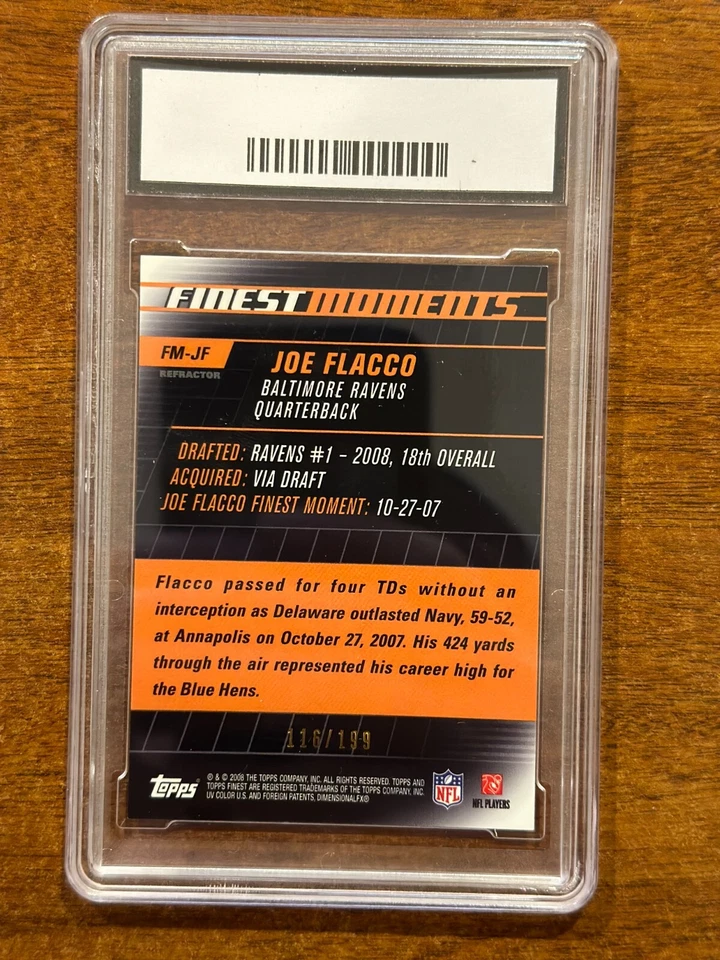 FINEST MOMENTS
FM-JF
REFRACTOR
JOE FLACCO
BALTIMORE RAVENS
QUARTERBACK
DRAFTED: RAVENS #1 – 2008, 18th OVERALL
ACQUIRED: VIA DRAFT
JOE FLACCO FINEST MOMENT: 10-27-07
Flacco passed for four TDs without an
interception as Delaware outlasted Navy, 59-52,
at Annapolis on October 27, 2007. His 424 yards
through the air represented his career high for
the Blue Hens.
116/199
topps
® & © 2008 THE TOPPS COMPANY, INC. ALL RIGHTS RESERVED. TOPPS AND
TOPPS FINEST ARE REGISTERED TRADEMARKS OF THE TOPPS COMPANY, INC.
UV COLOR U.S. AND FOREIGN PATENTS, DIMENSIONALFX®
NFL
NFL PLAYERS